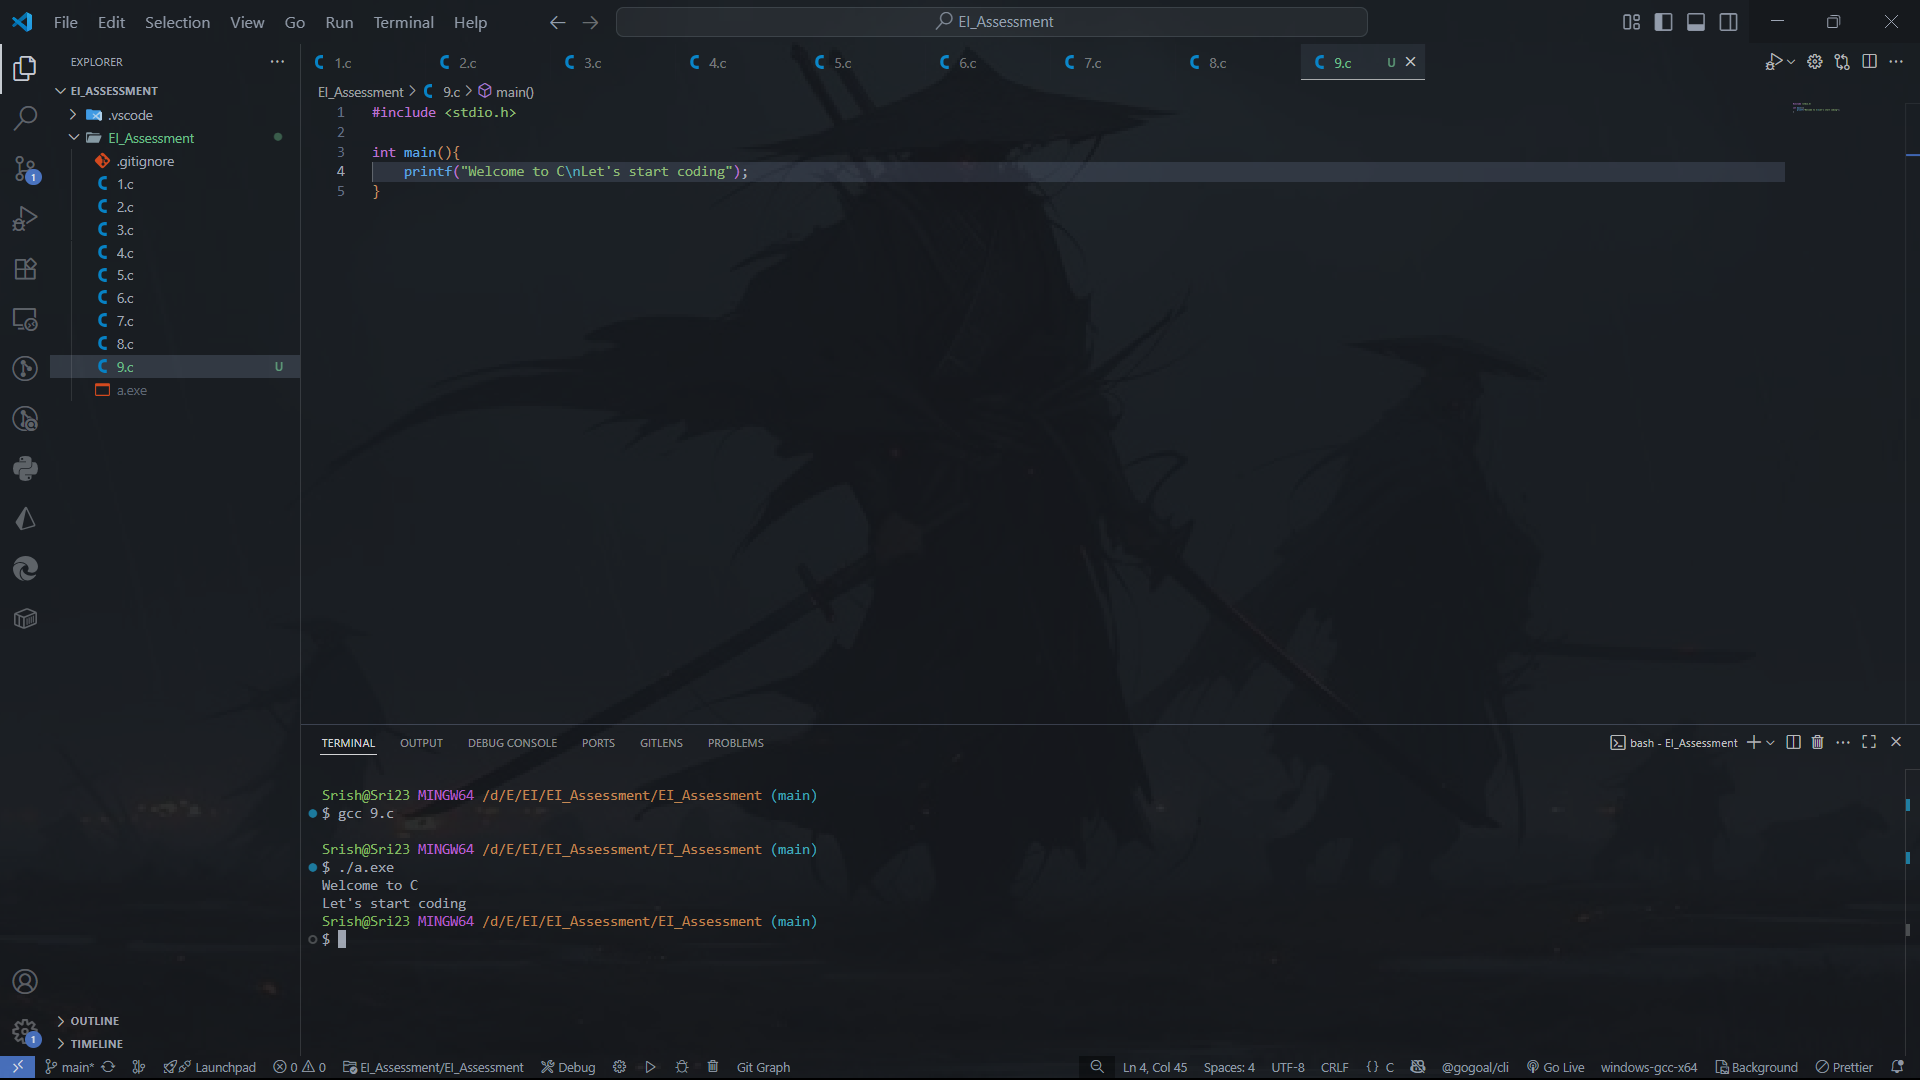 File Edit Selection View Go Run Terminal Help
EI_Assessment
EXPLORER
EI_ASSESSMENT
.vscode
EI_Assessment
.gitignore
1.c
2.c
3.c
4.c
5.c
6.c
7.c
8.c
9.c U
a.exe
OUTLINE
TIMELINE
1
1
1.c 2.c 3.c 4.c 5.c 6.c 7.c 8.c 9.c U
EI_Assessment > 9.c > main()
1 #include <stdio.h>
2
3 int main(){
4 printf("Welcome to C\nLet's start coding");
5 }
TERMINAL OUTPUT DEBUG CONSOLE PORTS GITLENS PROBLEMS
bash - EI_Assessment
Srish@Sri23 MINGW64 /d/E/EI/EI_Assessment/EI_Assessment (main)
$ gcc 9.c
Srish@Sri23 MINGW64 /d/E/EI/EI_Assessment/EI_Assessment (main)
$ ./a.exe
Welcome to C
Let's start coding
Srish@Sri23 MINGW64 /d/E/EI/EI_Assessment/EI_Assessment (main)
$
main* Launchpad 0 0 EI_Assessment/EI_Assessment Debug Git Graph Ln 4, Col 45 Spaces: 4 UTF-8 CRLF {} C @gogoal/cli Go Live windows-gcc-x64 Background Prettier